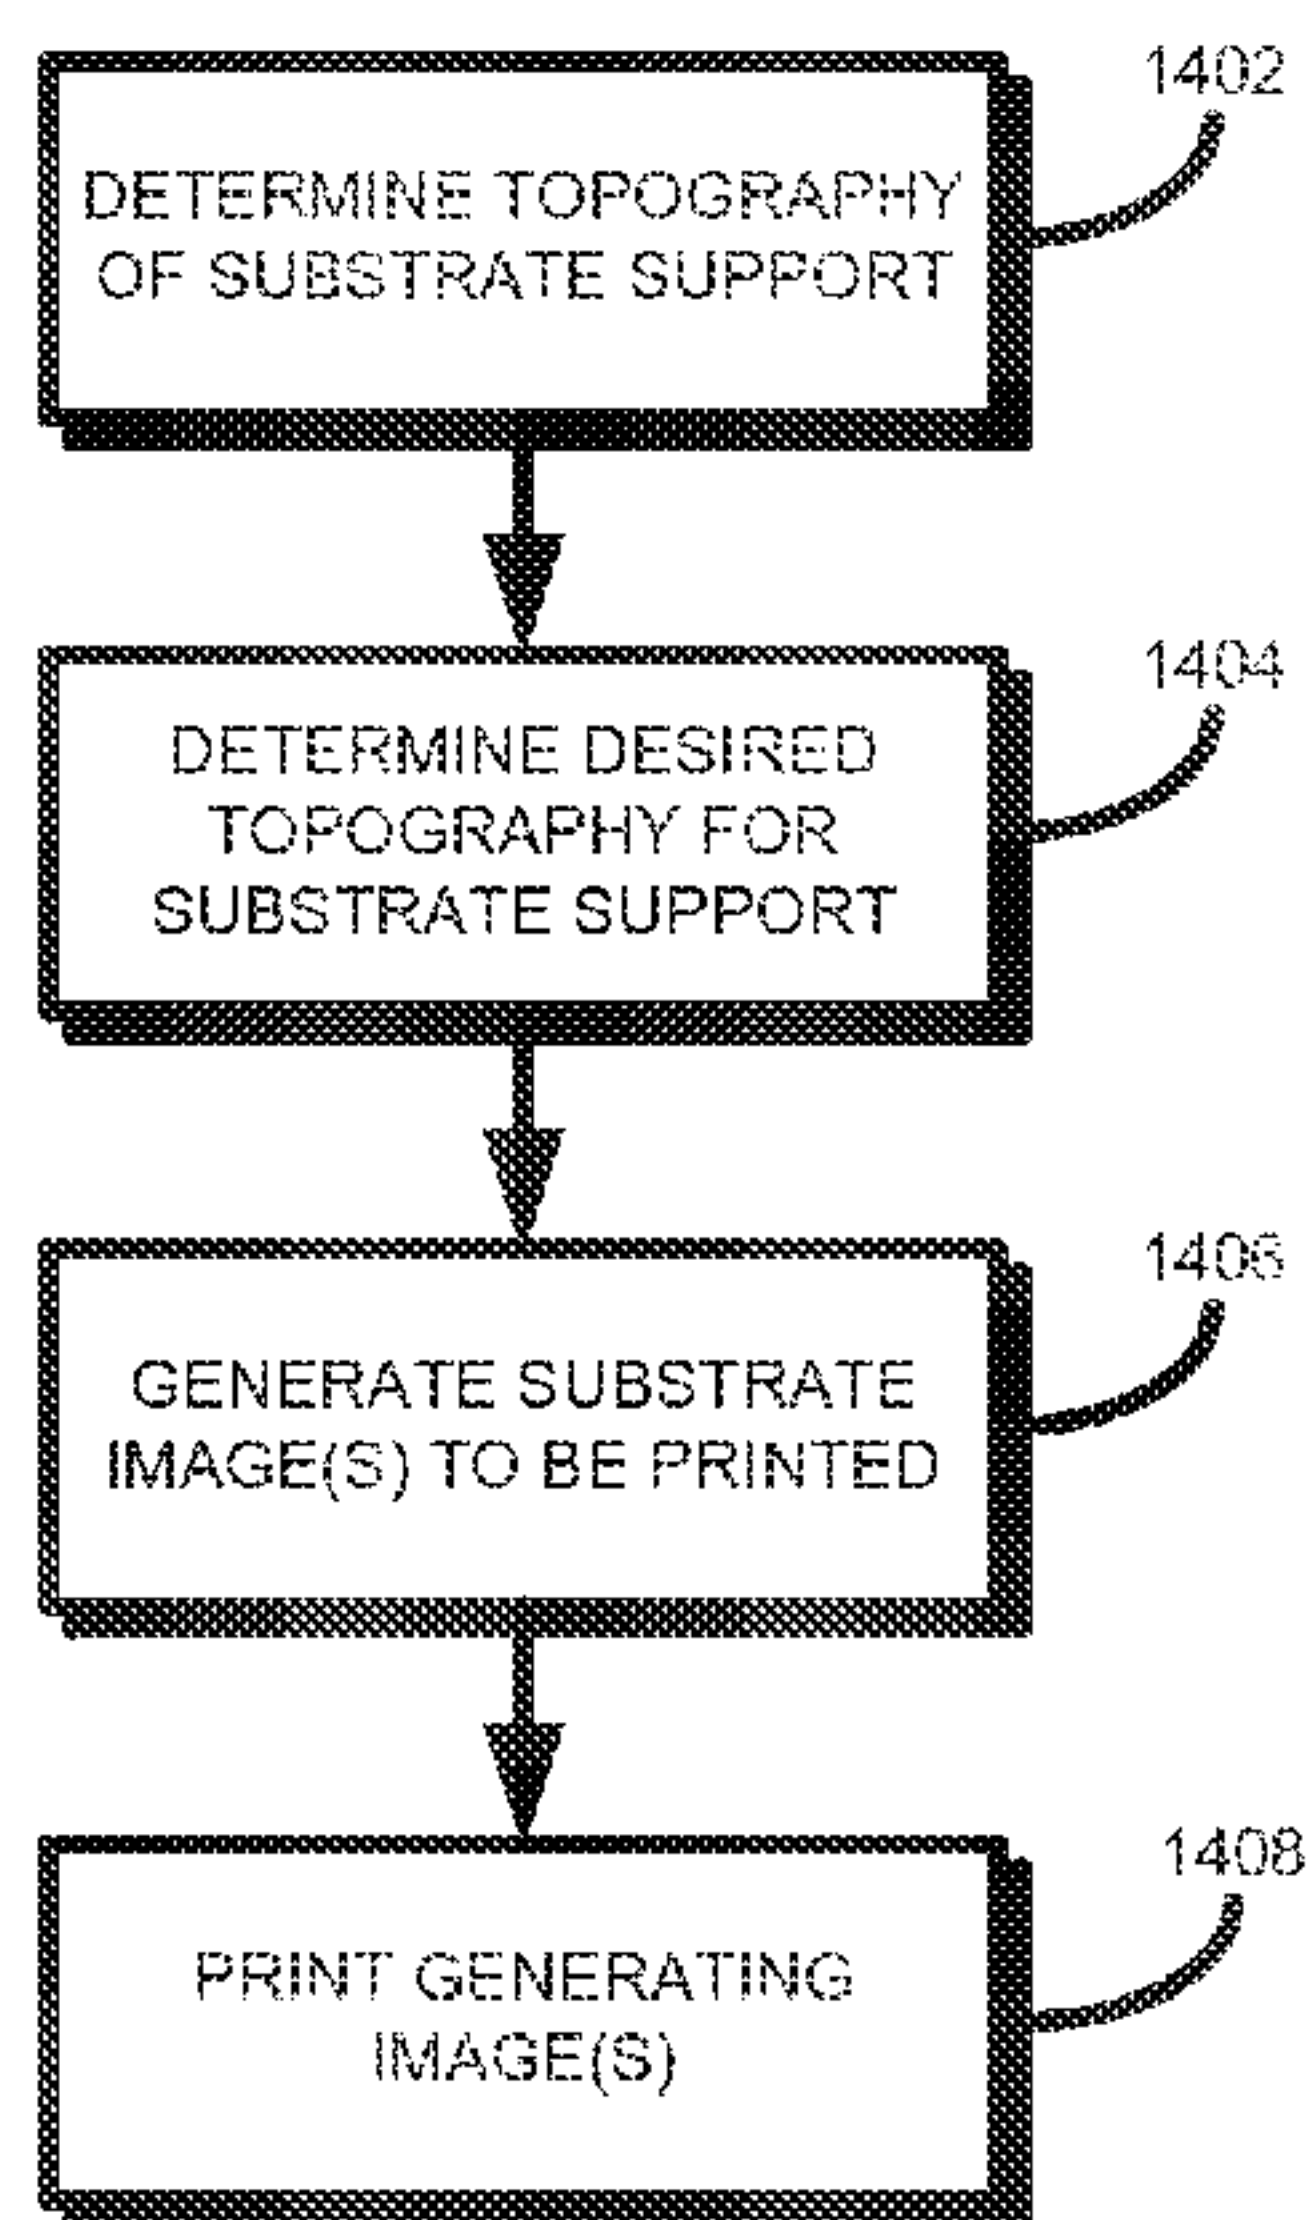 1402
DETERMINE TOPOGRAPHY
OF SUBSTRATE SUPPORT
1404
DETERMINE DESIRED
TOPOGRAPHY FOR
SUBSTRATE SUPPORT
1406
GENERATE SUBSTRATE
IMAGE(S) TO BE PRINTED
1408
PRINT GENERATING
IMAGE(S)